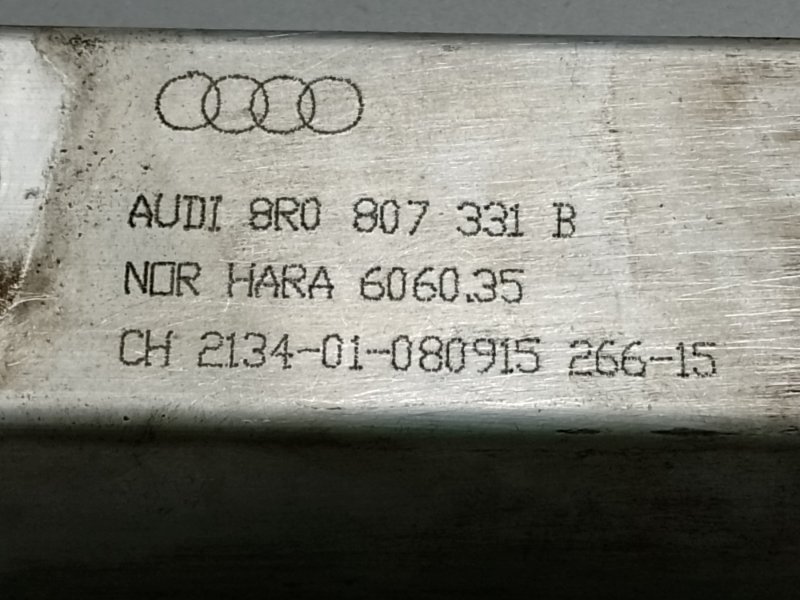 AUDI 8R0 807 331 B
NOR HARA 6060.35
CH 2134-01-080915 266-15